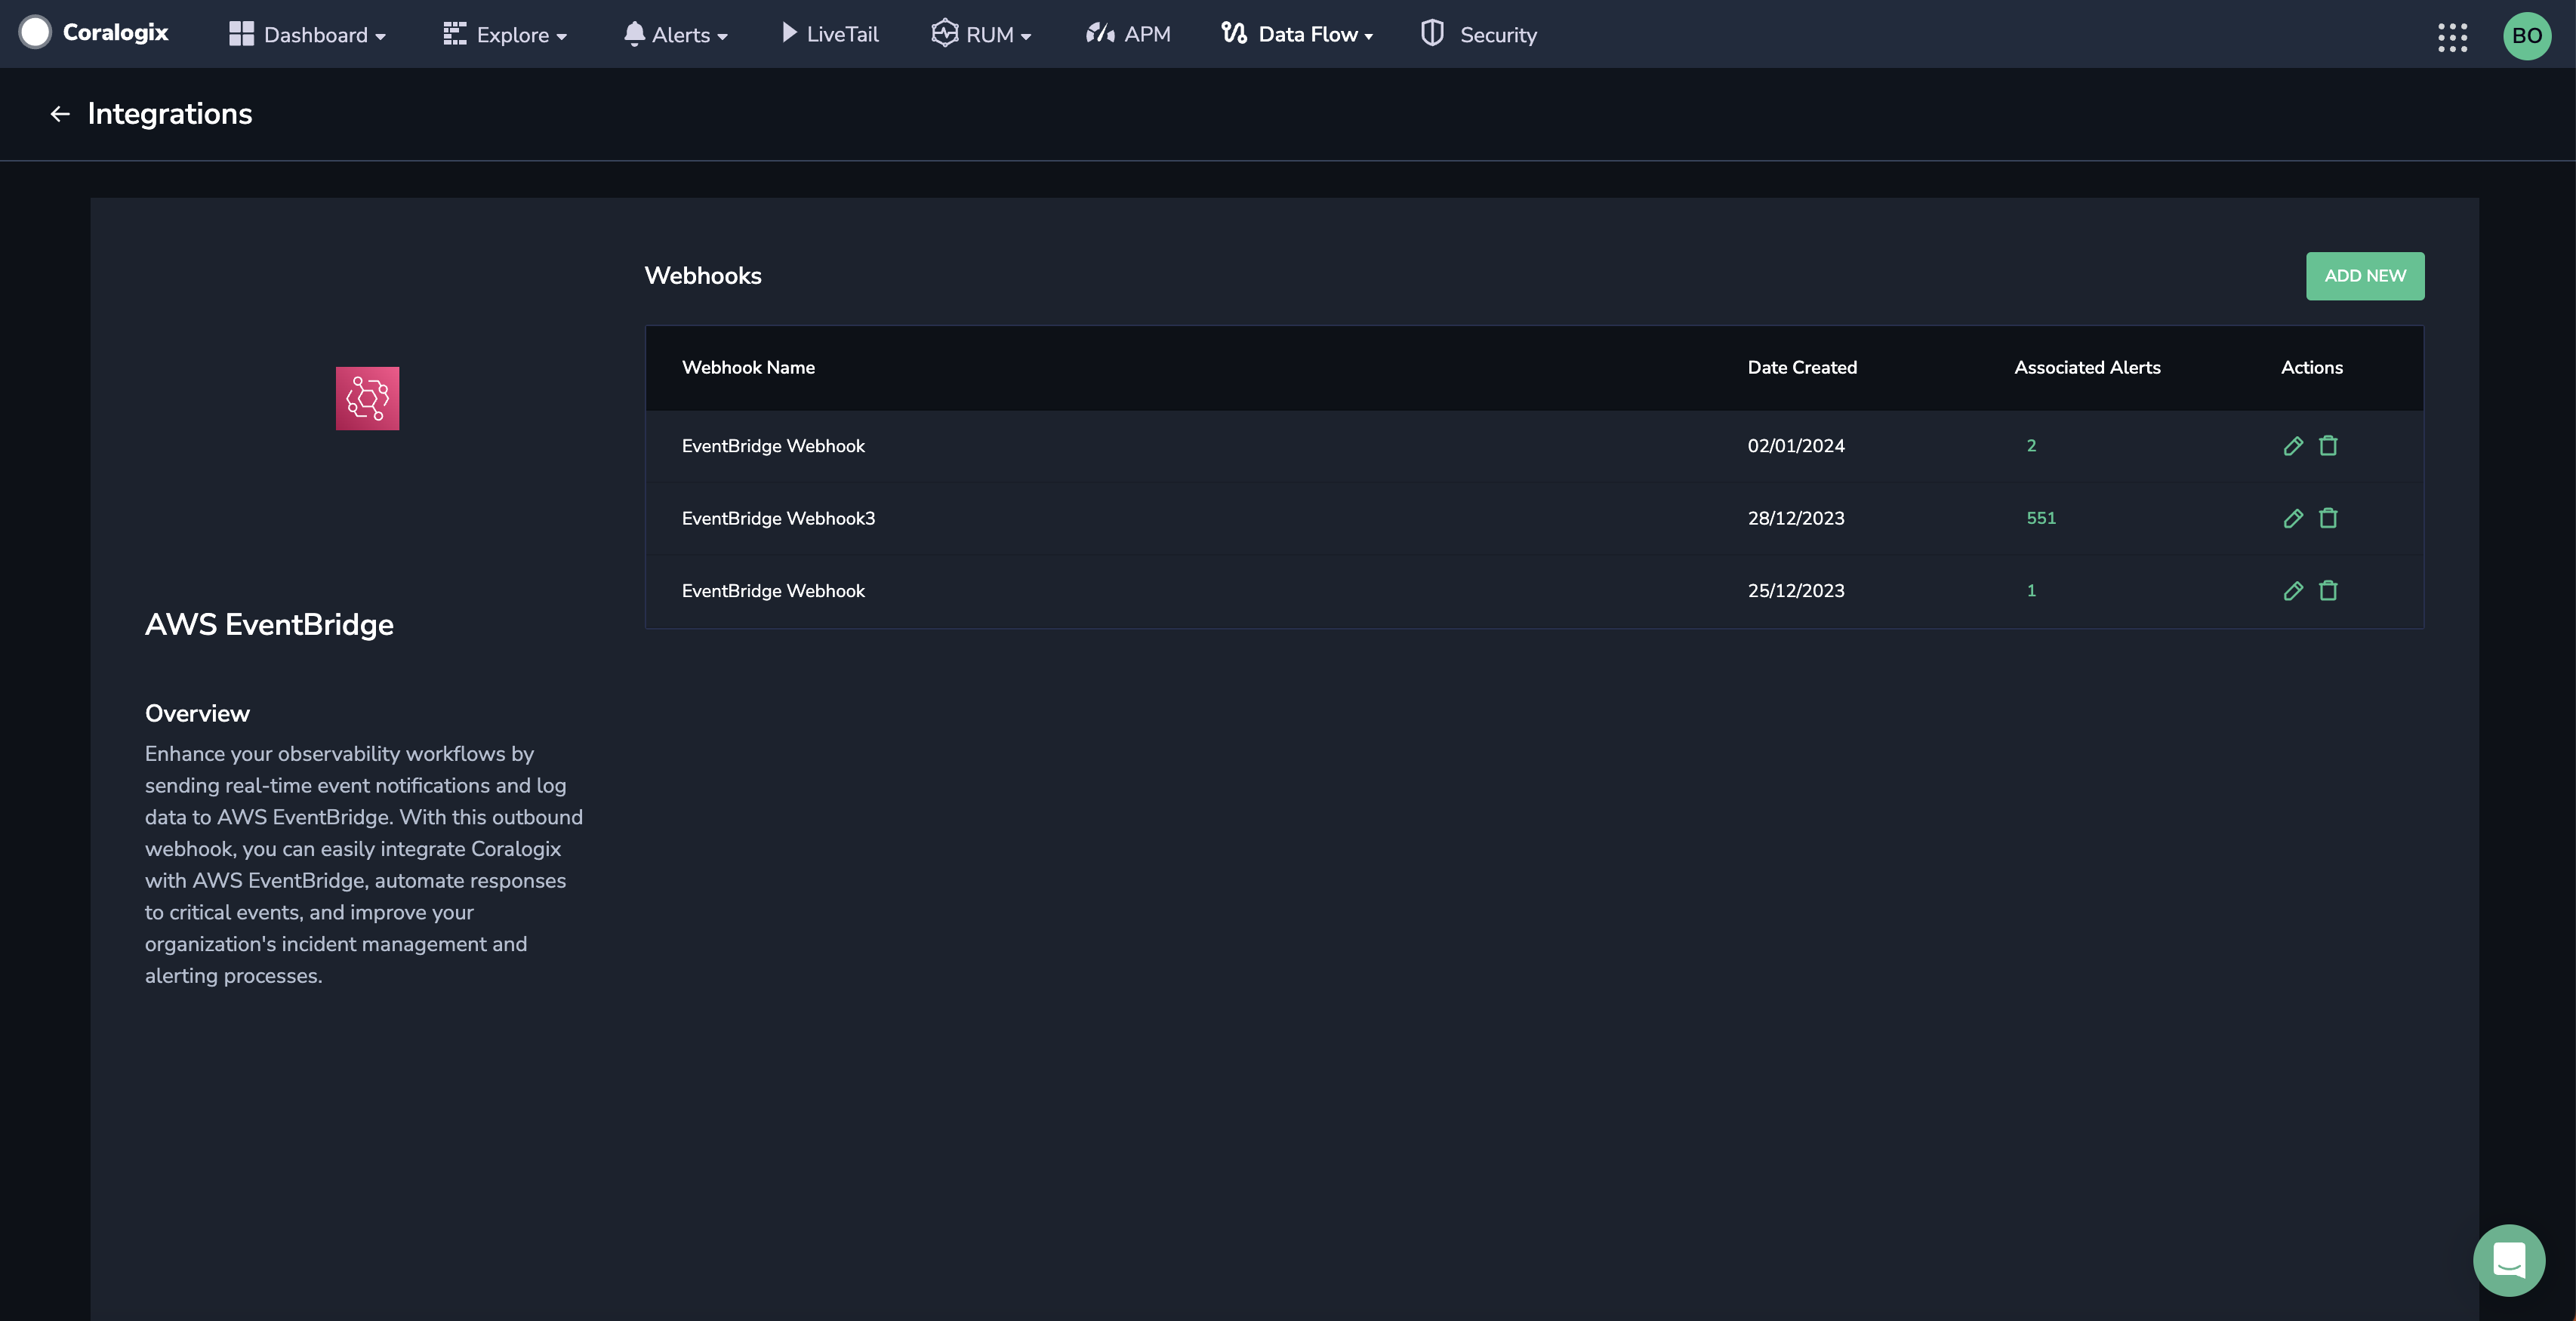 Coralogix Dashboard Explore Alerts LiveTail RUM APM Data Flow Security BO
Integrations
Webhooks ADD NEW
Webhook Name Date Created Associated Alerts Actions
EventBridge Webhook 02/01/2024 2
EventBridge Webhook3 28/12/2023 551
EventBridge Webhook 25/12/2023 1
AWS EventBridge
Overview
Enhance your observability workflows by
sending real-time event notifications and log
data to AWS EventBridge. With this outbound
webhook, you can easily integrate Coralogix
with AWS EventBridge, automate responses
to critical events, and improve your
organization's incident management and
alerting processes.